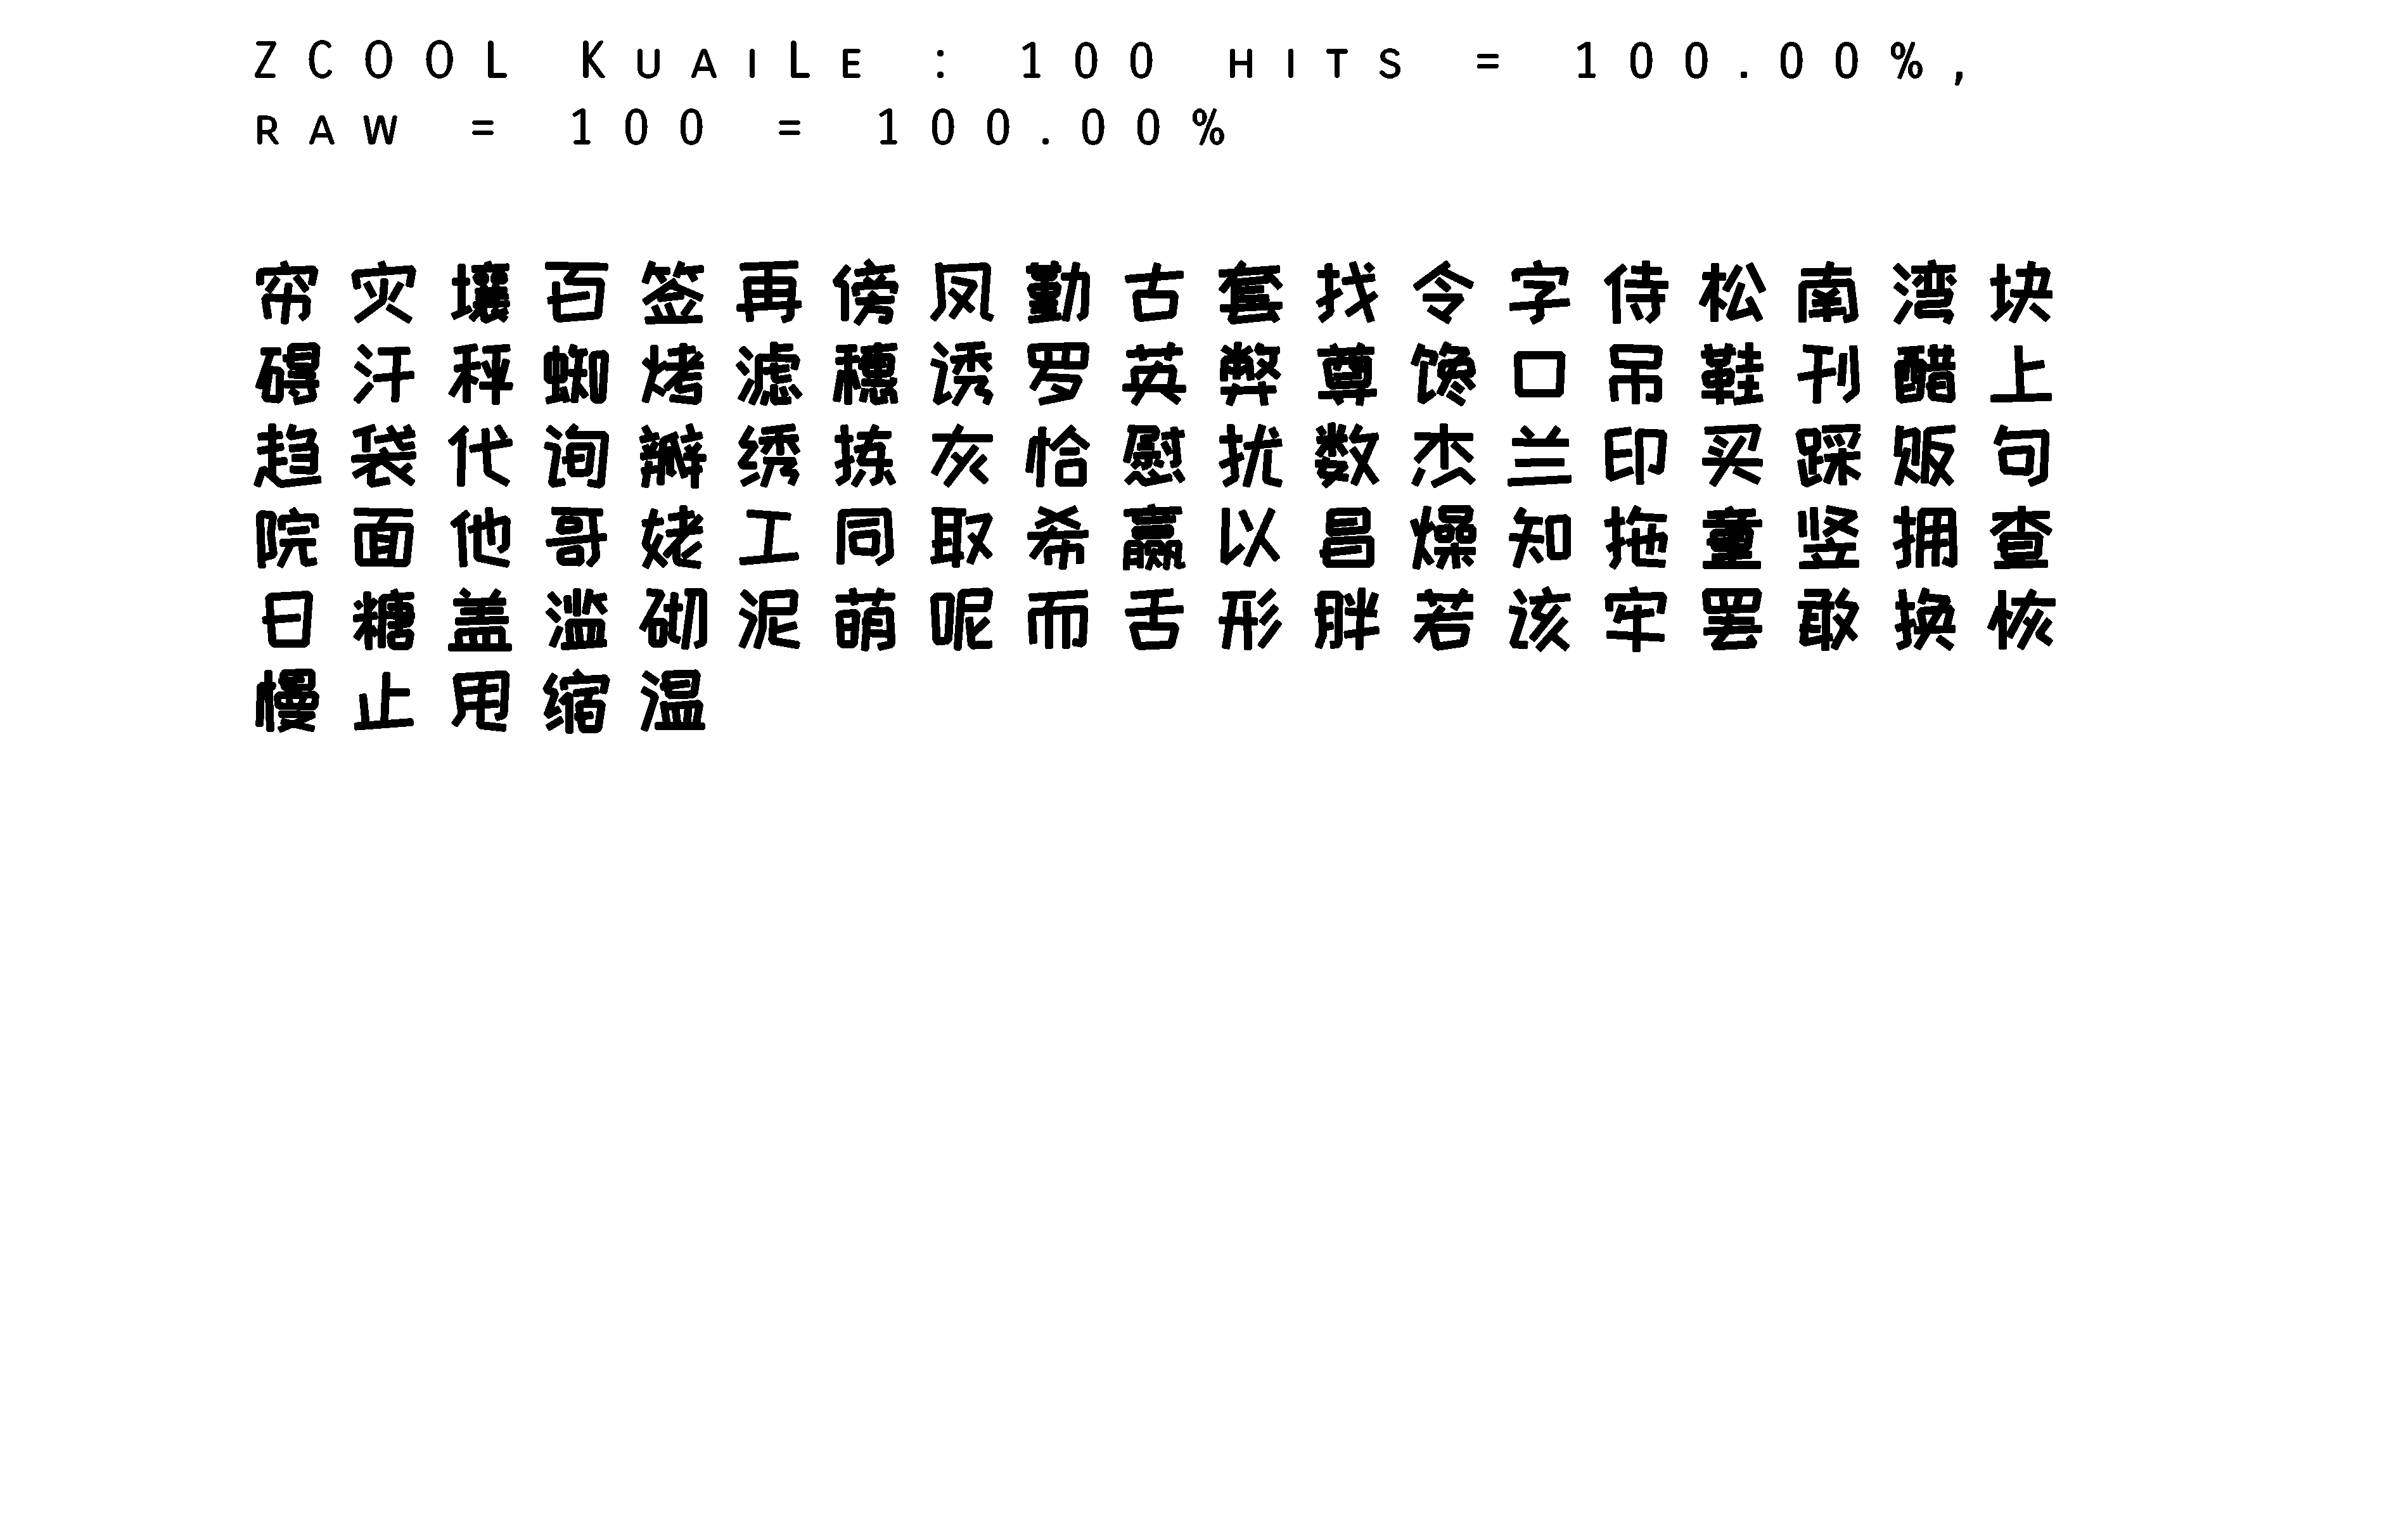 ZCOOL KuaiLe : 100 hits = 100.00%,
raw = 100 = 100.00%
帘灾壤百签再傍凤勤古套找令字侍松南湾块
碍汗秤蜘烤滤穗诱罗英弊尊馋口吊鞋刊醋上
趋袋代询辨绣拣灰恰慰扰数杰兰印买踩贩句
院面他哥姥工同取希赢以昌燥知拖童竖拥查
日糖盖滥砌泥萌呢而舌形胖若该牢罢敢换恢
慢止甩缩温